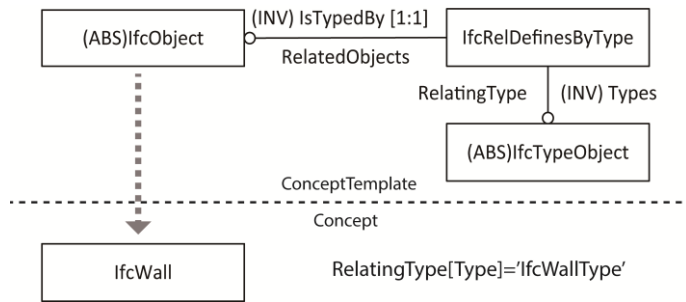 (INV) IsTypedBy [1:1]
(ABS)IfcObject
IfcRelDefinesByType
RelatedObjects
RelatingType
(INV) Types
(ABS)IfcTypeObject
ConceptTemplate
Concept
IfcWall
RelatingType[Type]='IfcWallType’